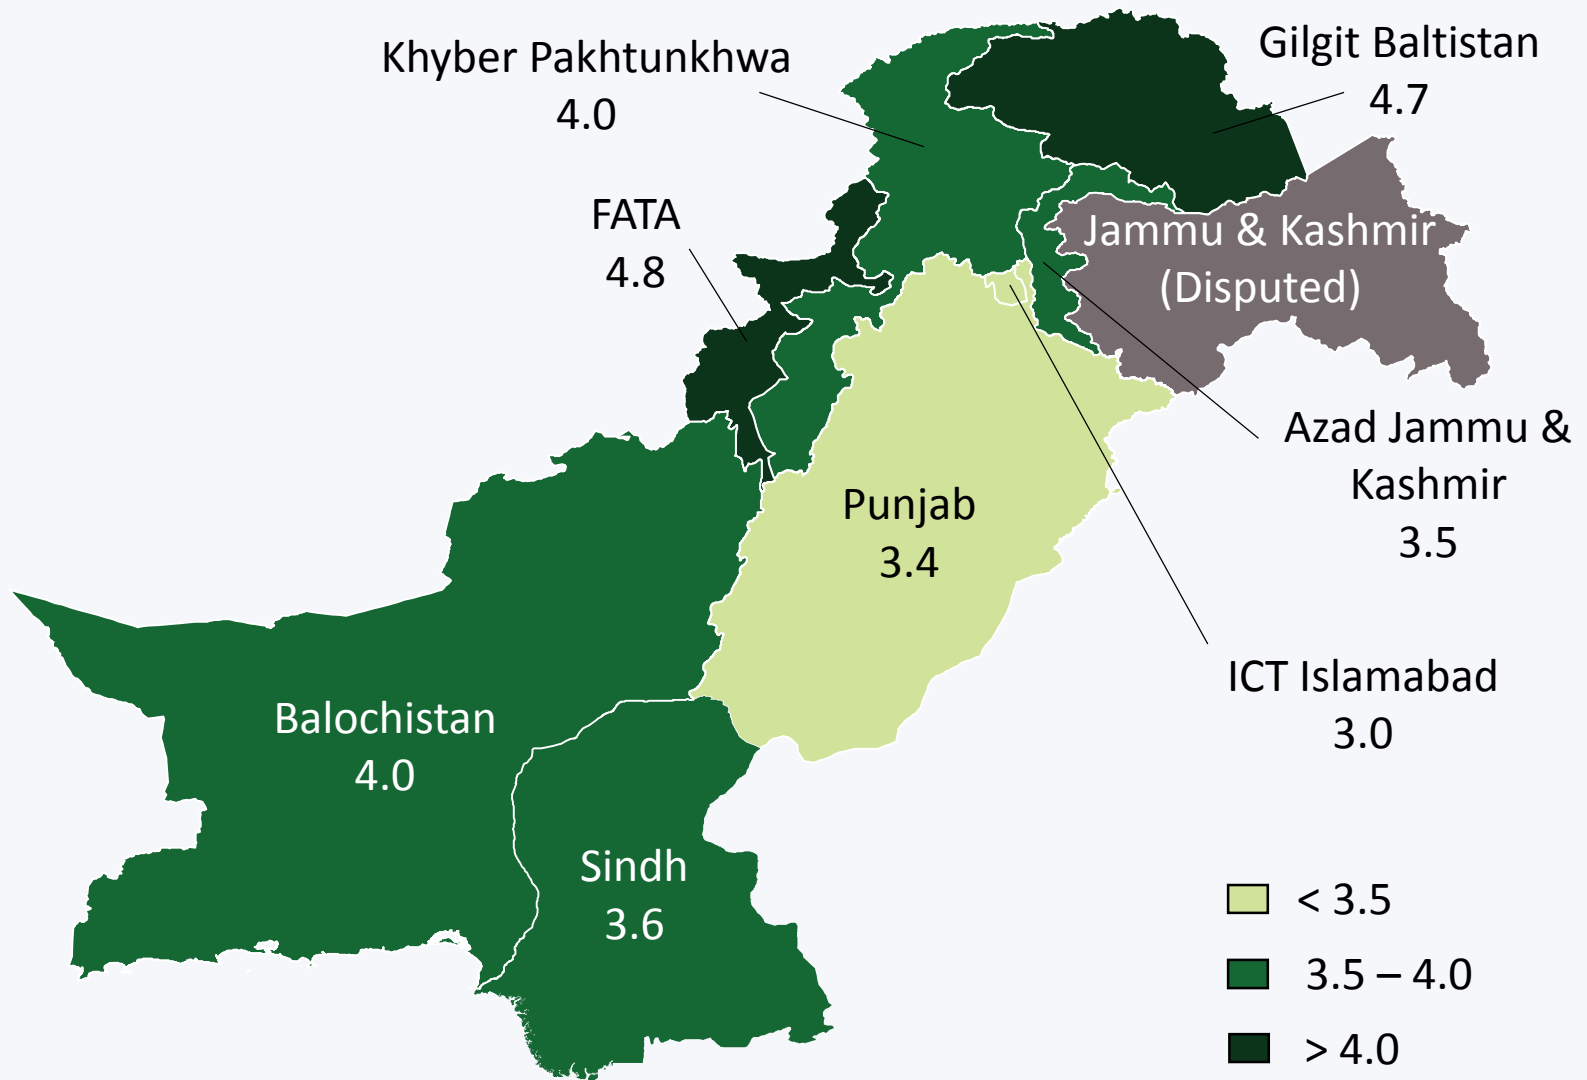 Khyber Pakhtunkhwa
4.0
Gilgit Baltistan
4.7
FATA
4.8
Jammu & Kashmir
(Disputed)
Azad Jammu &
Kashmir
3.5
Punjab
3.4
ICT Islamabad
3.0
Balochistan
4.0
Sindh
3.6
< 3.5
3.5 – 4.0
> 4.0